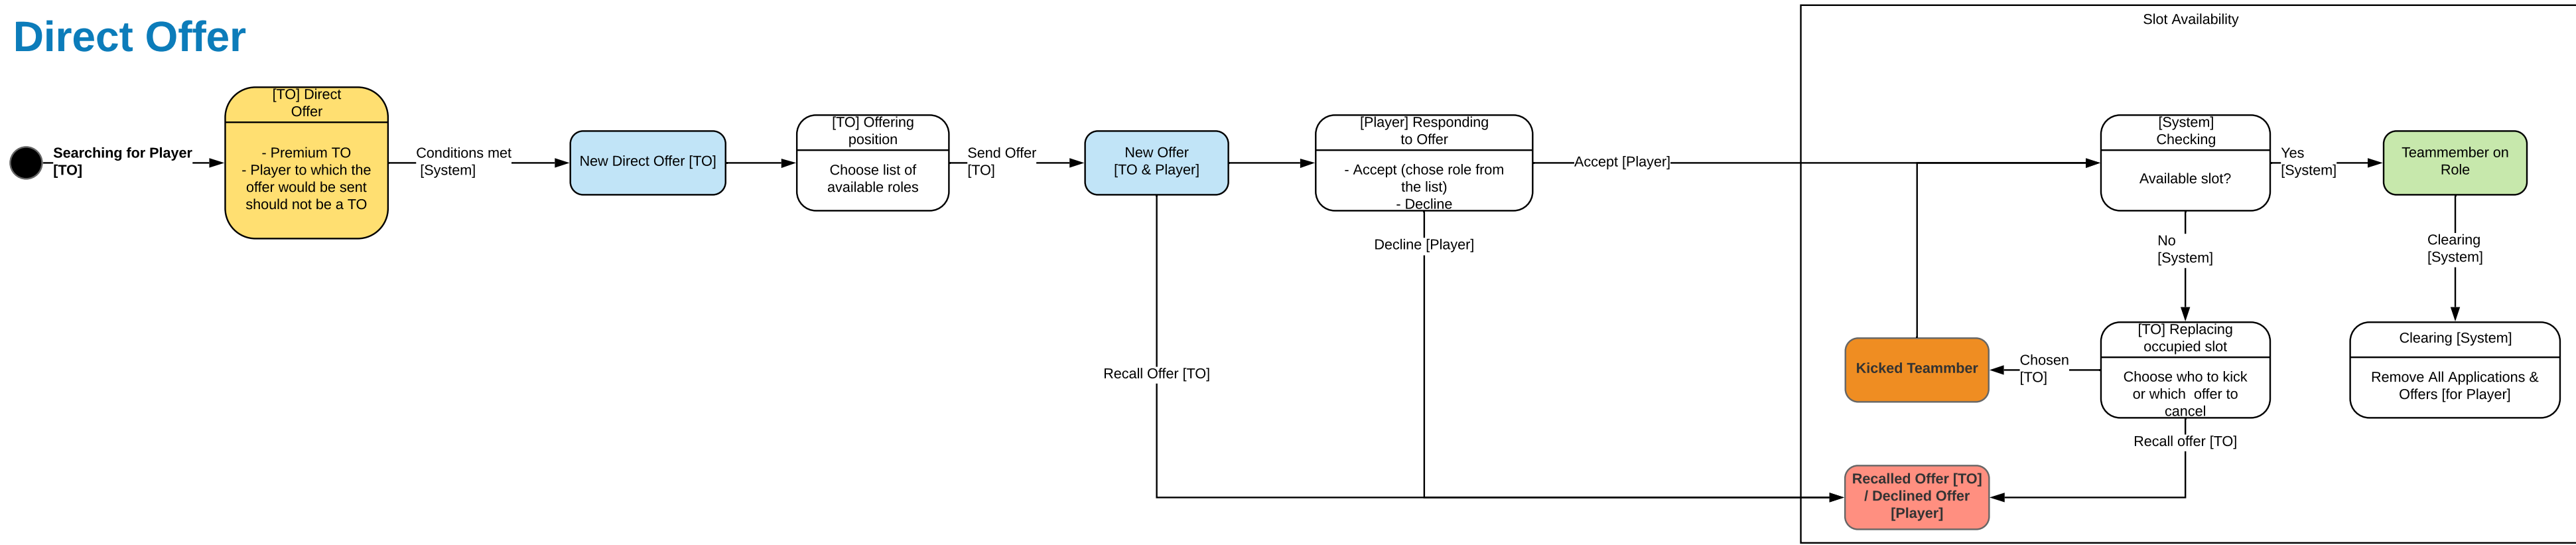 Direct Offer
Slot Availability
Searching for Player
[TO]
[TO] Direct
Offer
- Premium TO
- Player to which the
offer would be sent
should not be a TO
Conditions met
[System]
New Direct Offer [TO]
[TO] Offering
position
Choose list of
available roles
Send Offer
[TO]
New Offer
[TO & Player]
[Player] Responding
to Offer
- Accept (chose role from
the list)
- Decline
Accept [Player]
[System]
Checking
Available slot?
Yes
[System]
Teammember on
Role
Decline [Player]
No
[System]
Clearing
[System]
Recall Offer [TO]
Kicked Teammber
Chosen
[TO]
[TO] Replacing
occupied slot
Choose who to kick
or which offer to
cancel
Clearing [System]
Remove All Applications &
Offers [for Player]
Recall offer [TO]
Recalled Offer [TO]
/ Declined Offer
[Player]